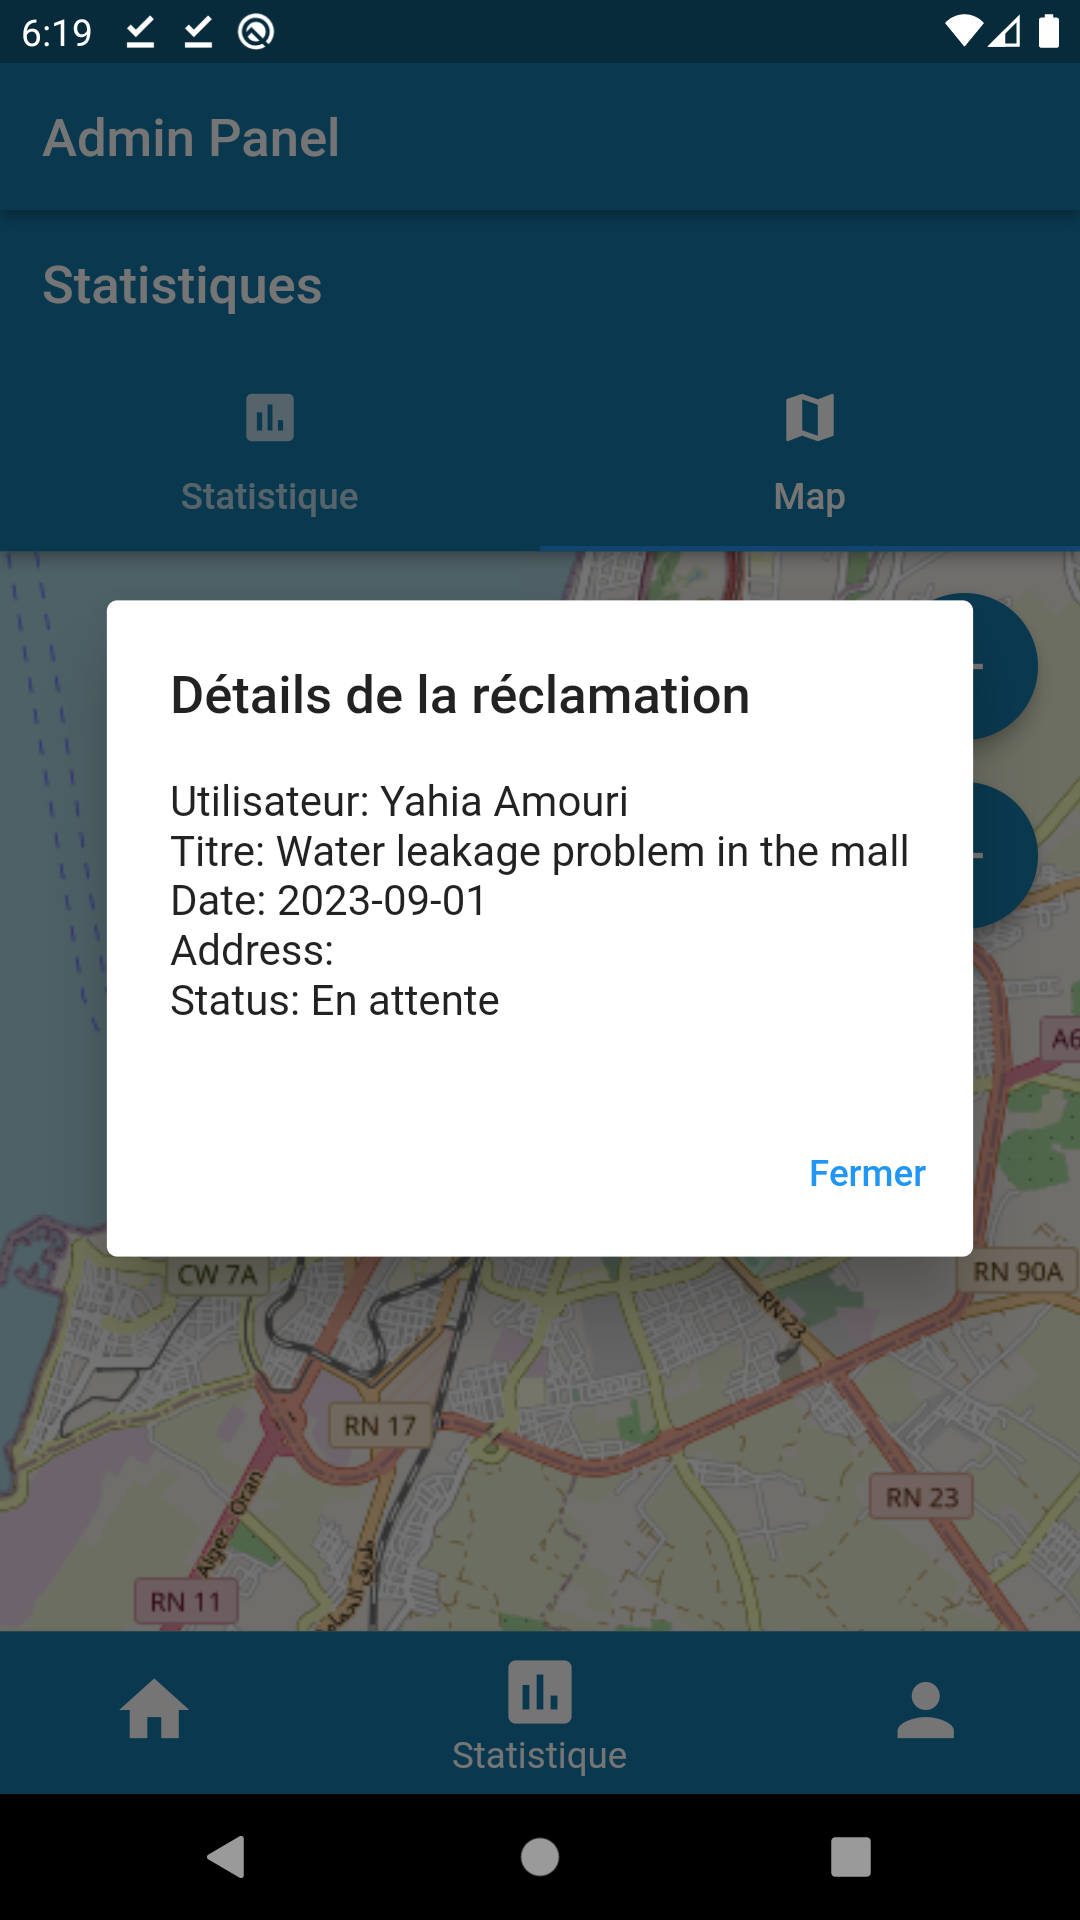 6:19
Admin Panel
Statistiques
Statistique
Map
Détails de la réclamation
Utilisateur: Yahia Amouri
Titre: Water leakage problem in the mall
Date: 2023-09-01
Address:
Status: En attente
Fermer
A6
CW 7A
RN 90A
RN 23
RN 17
RN 23
Alger - Oran
RN 11
Statistique